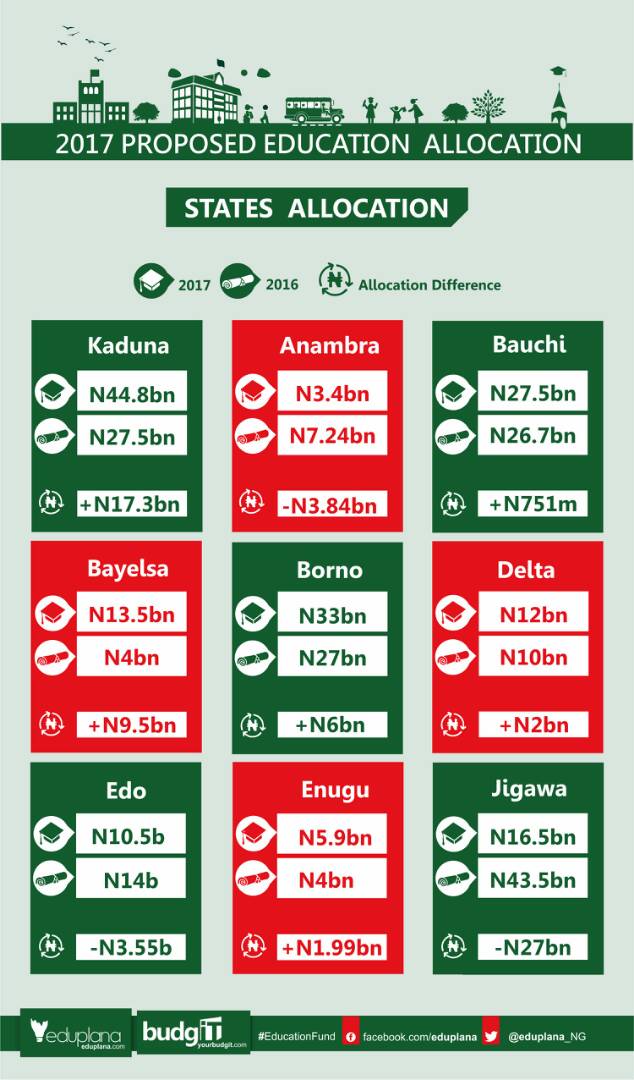 2017 PROPOSED EDUCATION ALLOCATION
STATES ALLOCATION
2017 2016 Allocation Difference
Kaduna
N44.8bn
N27.5bn
+N17.3bn
Anambra
N3.4bn
N7.24bn
-N3.84bn
Bauchi
N27.5bn
N26.7bn
+N751m
Bayelsa
N13.5bn
N4bn
+N9.5bn
Borno
N33bn
N27bn
+N6bn
Delta
N12bn
N10bn
+N2bn
Edo
N10.5b
N14b
-N3.55b
Enugu
N5.9bn
N4bn
+N1.99bn
Jigawa
N16.5bn
N43.5bn
-N27bn
eduplana
eduplana.com
budgIT
yourbudgit.com
#EducationFund
facebook.com/eduplana
@eduplana_NG